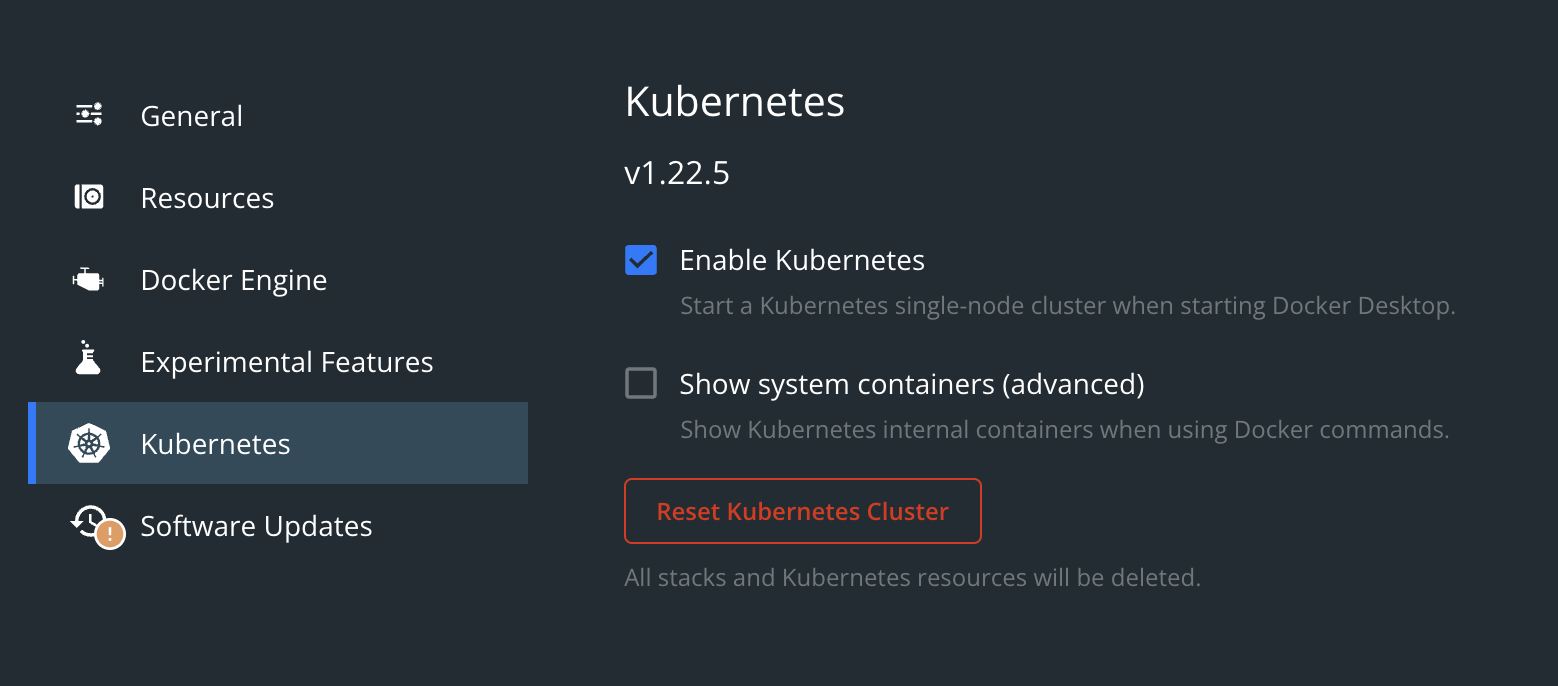 General
Resources
Docker Engine
Experimental Features
Kubernetes
Software Updates
Kubernetes
v1.22.5
Enable Kubernetes
Start a Kubernetes single-node cluster when starting Docker Desktop.
Show system containers (advanced)
Show Kubernetes internal containers when using Docker commands.
Reset Kubernetes Cluster
All stacks and Kubernetes resources will be deleted.